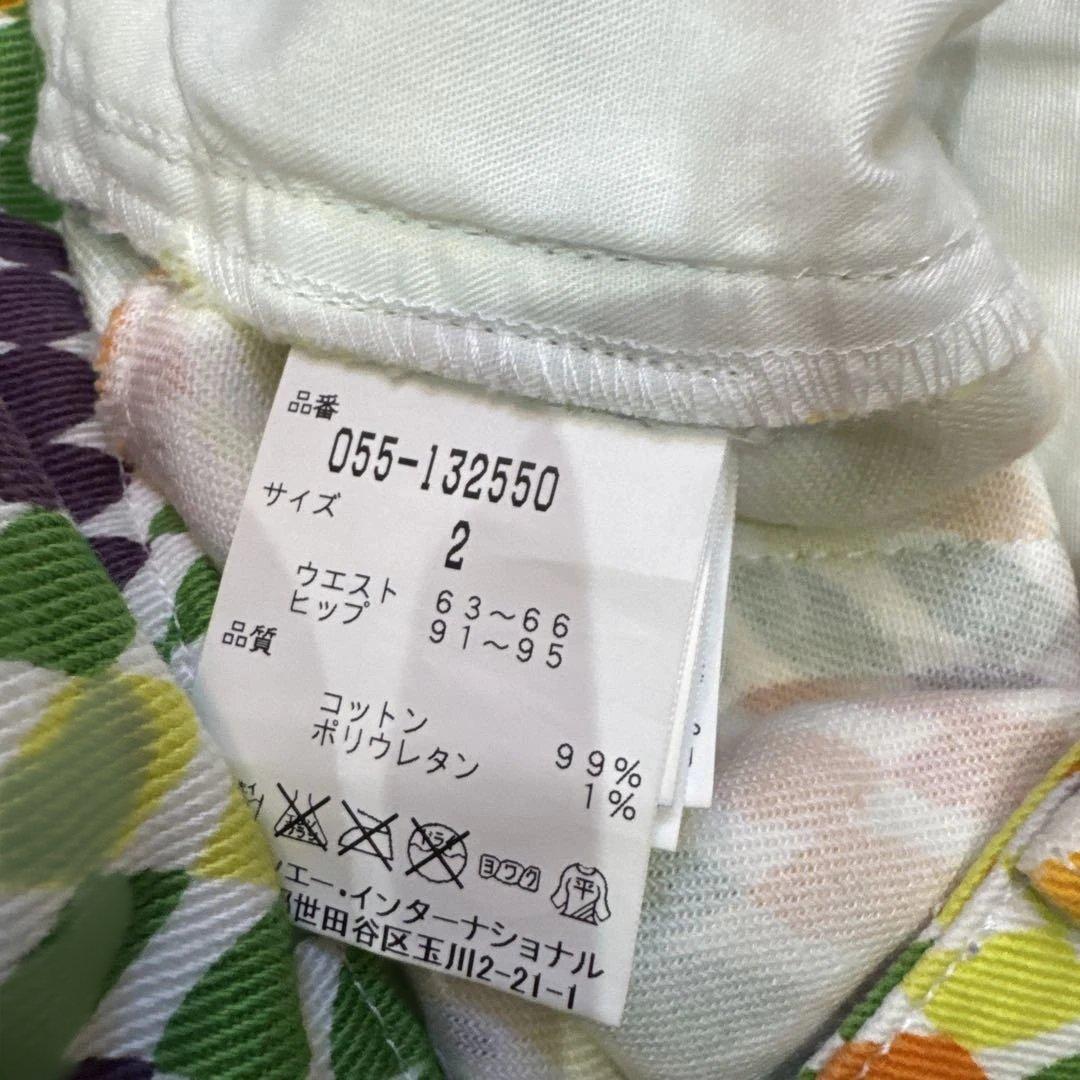 品番
055-132550
サイズ
2
ウエスト 63～66
ヒップ 91～95
品質
コットン 99%
ポリウレタン 1%
ヨワク
平
エー・インターナショナル
世田谷区玉川2-21-1